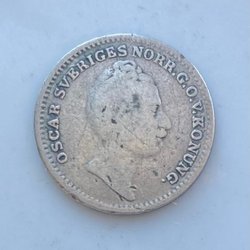 OSCAR SVERIGES NORR. G. O. V. KONUNG.